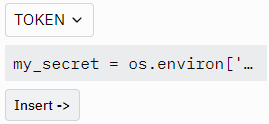 TOKEN
my_secret = os.environ['…
Insert ->